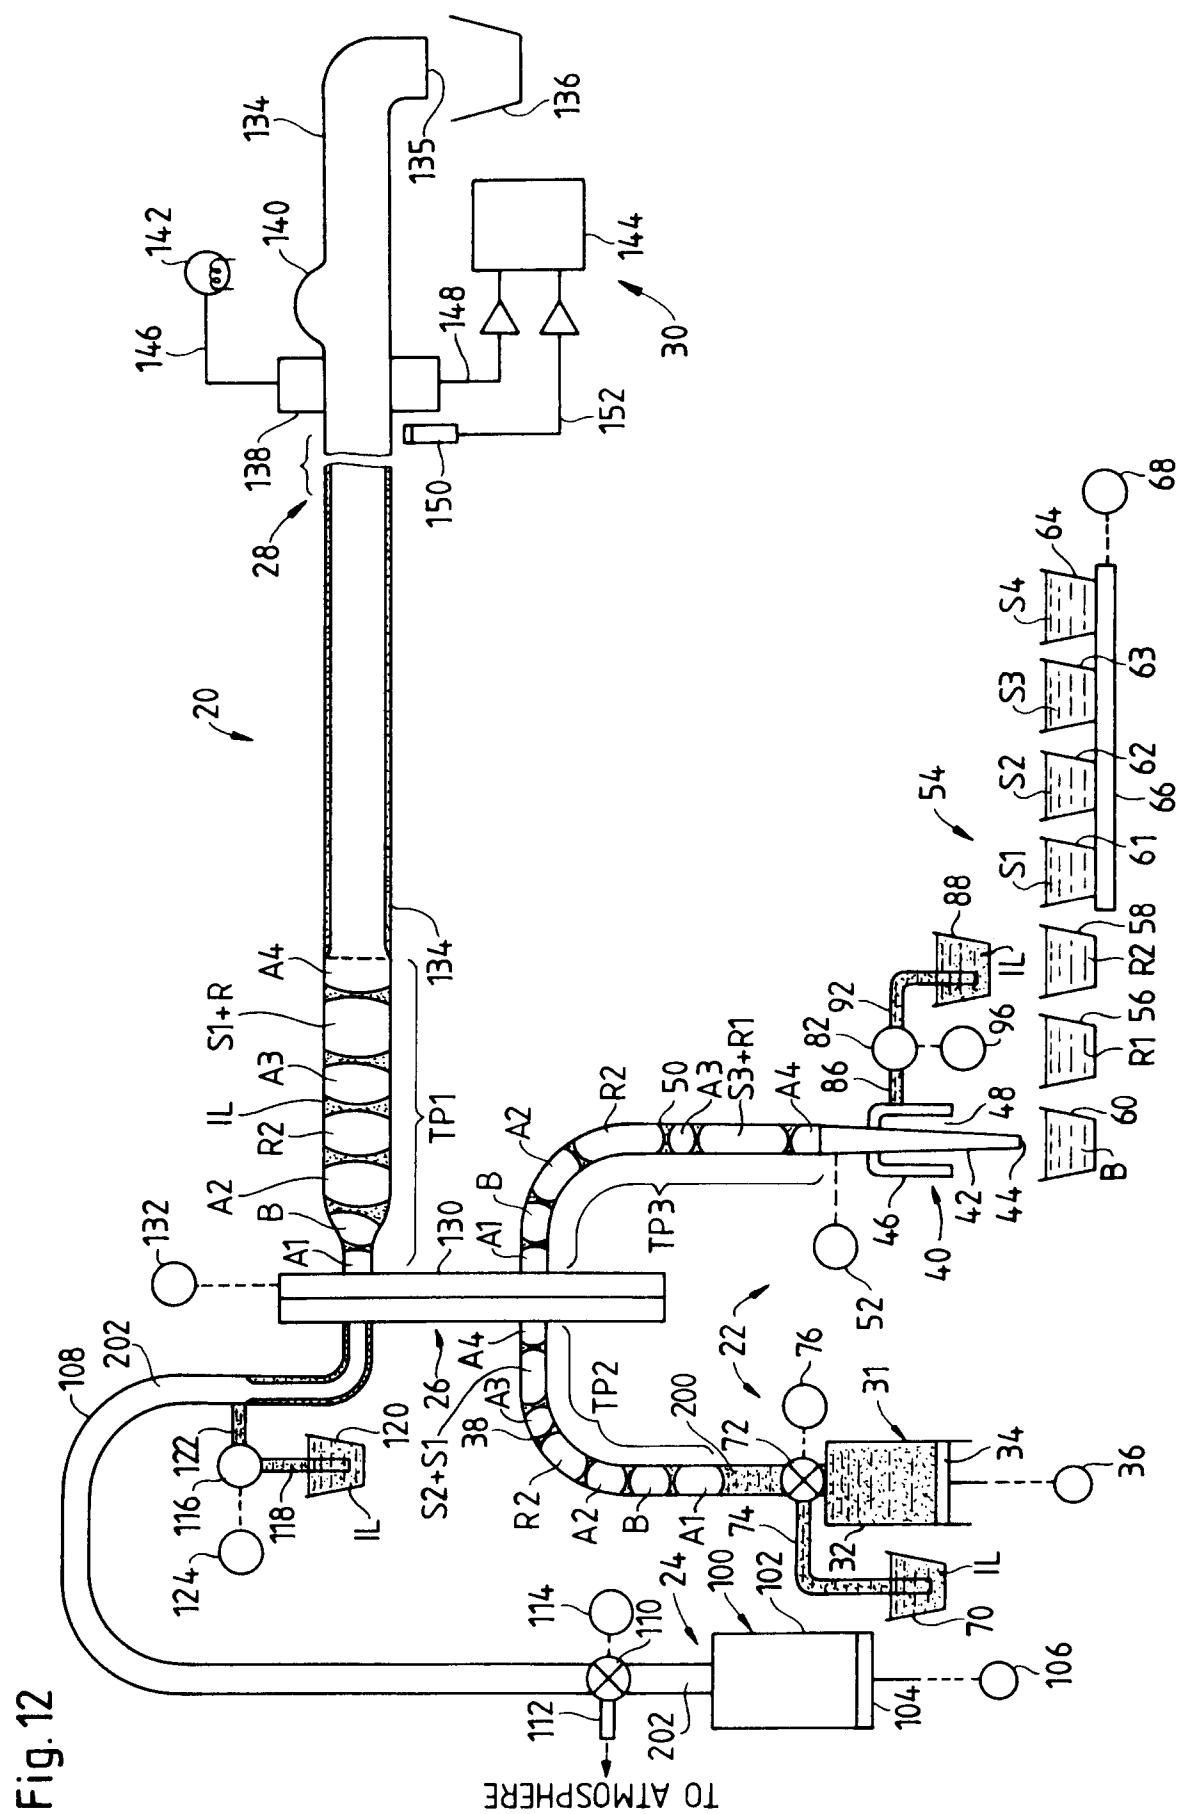 Fig. 12
TO ATMOSPHERE
108
202
132
122
116
118
120
124
IL
A1
B
A2
R2
IL
A3
S1+R
A4
TP1
134
130
26
20
28
138
146
142
140
134
135
136
150
148
152
144
30
A4
S2+S1
A3
38
R2
A2
B
A1
TP2
200
72
74
76
22
A1
B
A2
R2
50
A3
S3+R1
A4
TP3
52
46
40
42
44
48
86
82
92
96
88
IL
54
114
110
112
202
24
100
102
104
106
32
31
34
36
70
IL
60
B
56
R1
58
R2
S1
61
S2
62
S3
63
S4
64
66
68